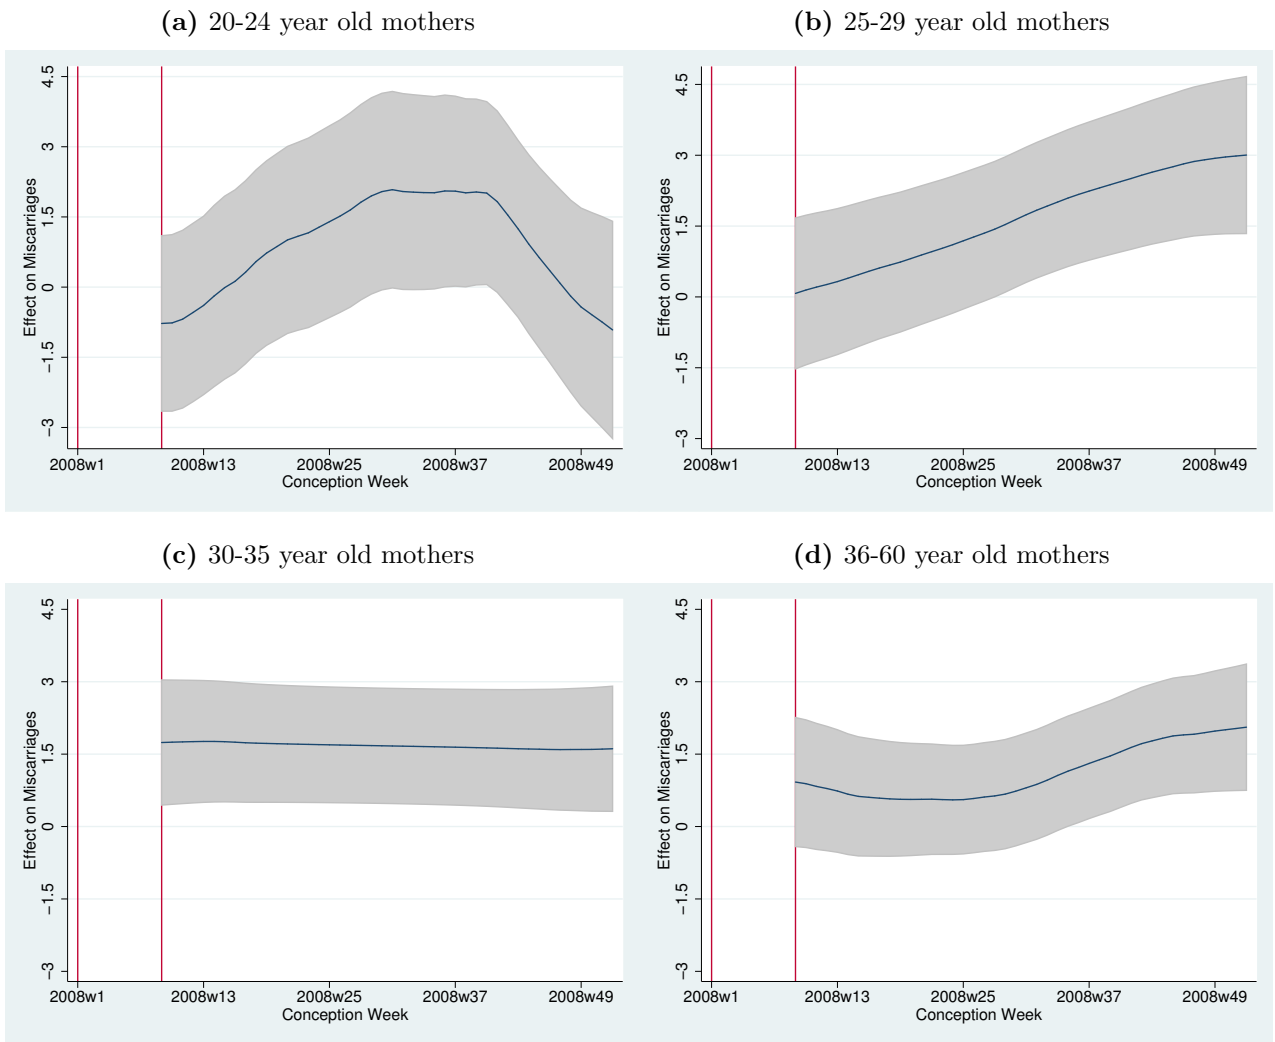 (a) 20-24 year old mothers
Effect on Miscarriages
4.5
3
1.5
0
−1.5
−3
2008w1 2008w13 2008w25 2008w37 2008w49
Conception Week
(b) 25-29 year old mothers
Effect on Miscarriages
4.5
3
1.5
0
−1.5
−3
2008w1 2008w13 2008w25 2008w37 2008w49
Conception Week
(c) 30-35 year old mothers
Effect on Miscarriages
4.5
3
1.5
0
−1.5
−3
2008w1 2008w13 2008w25 2008w37 2008w49
Conception Week
(d) 36-60 year old mothers
Effect on Miscarriages
4.5
3
1.5
0
−1.5
−3
2008w1 2008w13 2008w25 2008w37 2008w49
Conception Week